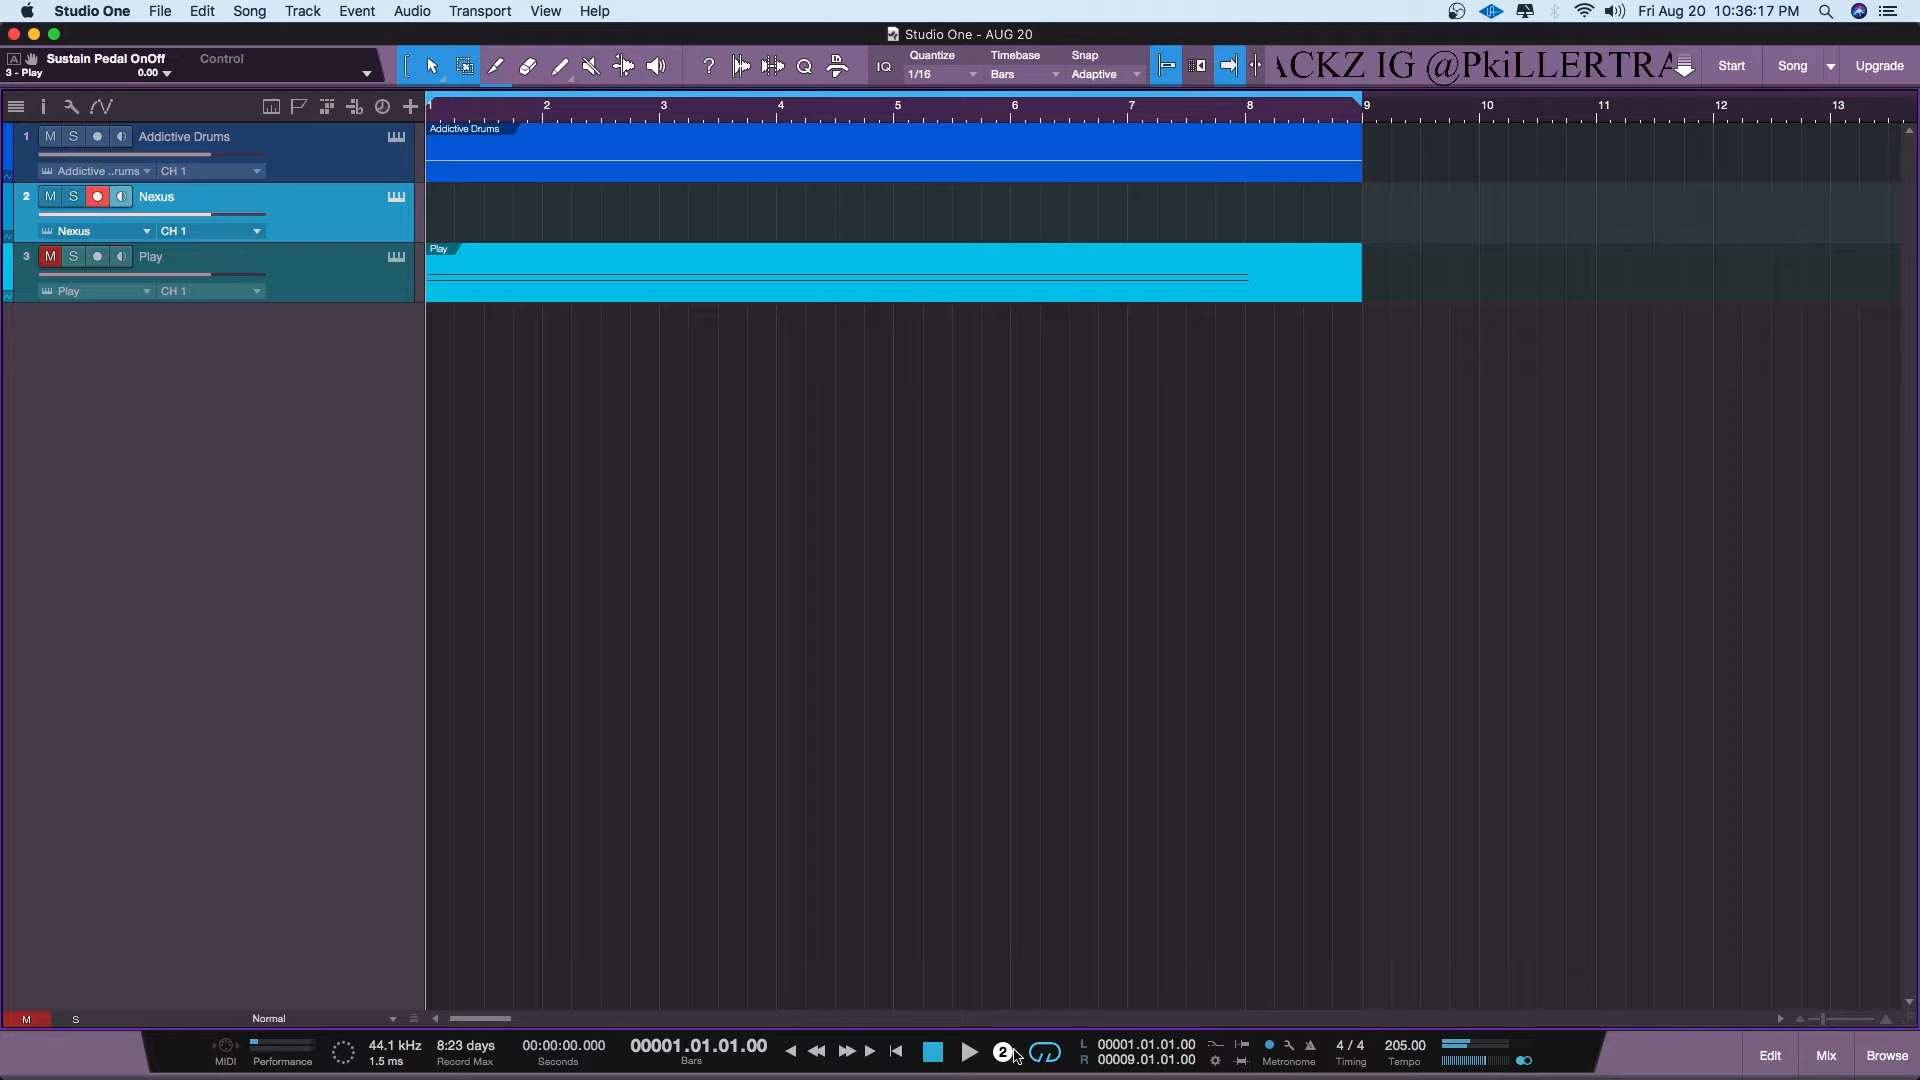 Studio One File Edit Song Track Event Audio Transport View Help
Fri Aug 20 10:36:17 PM
Studio One - AUG 20
Sustain Pedal OnOff Control
3 - Play 0.00
IQ
Quantize Timebase Snap
1/16 Bars Adaptive
ACKZ IG @PkiLLERTRA
Start Song Upgrade
1 2 3 4 5 6 7 8 9 10 11 12 13
1 M S Addictive Drums
Addictive ..rums CH 1
Addictive Drums
2 M S Nexus
Nexus CH 1
3 M S Play
Play CH 1
Play
M S Normal
MIDI
Performance
44.1 kHz
1.5 ms
8:23 days
Record Max
00:00:00.000
Seconds
00001.01.01.00
Bars
2
L 00001.01.01.00
R 00009.01.01.00
Metronome
4 / 4
Timing
205.00
Tempo
Edit Mix Browse